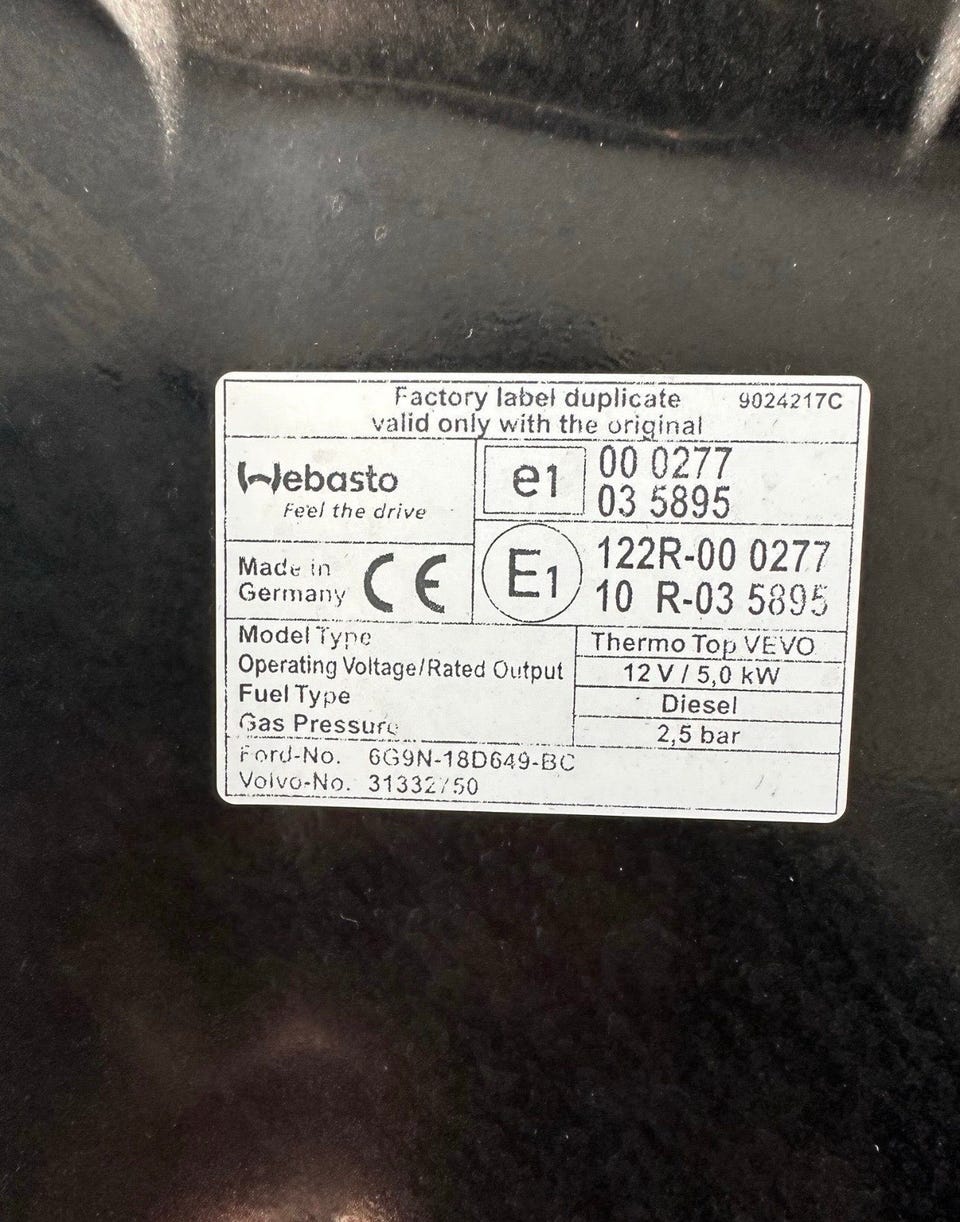 Factory label duplicate 9024217C
valid only with the original
Webasto
Feel the drive
e1 00 0277
03 5895
Made in
Germany CE
E1 122R-00 0277
10 R-03 5895
Model Type Thermo Top VEVO
Operating Voltage/Rated Output 12 V / 5,0 kW
Fuel Type Diesel
Gas Pressure 2,5 bar
Ford-No. 6G9N-18D649-BC
Volvo-No. 31332750